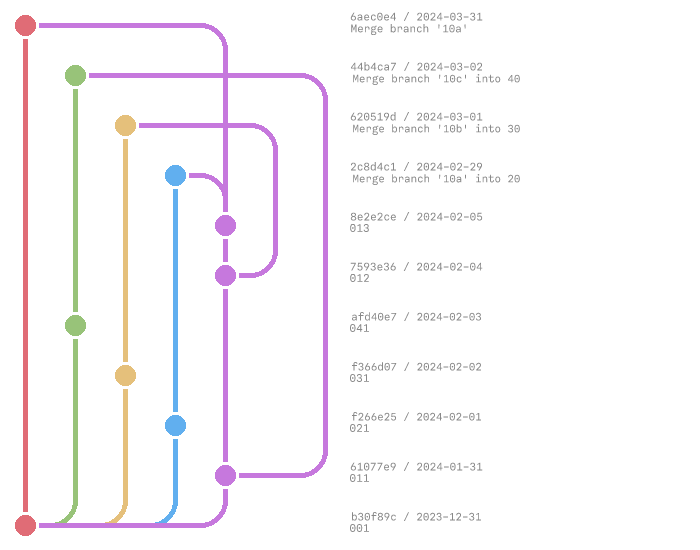 6aec0e4 / 2024-03-31
Merge branch '10a'
44b4ca7 / 2024-03-02
Merge branch '10c' into 40
620519d / 2024-03-01
Merge branch '10b' into 30
2c8d4c1 / 2024-02-29
Merge branch '10a' into 20
8e2e2ce / 2024-02-05
013
7593e36 / 2024-02-04
012
afd40e7 / 2024-02-03
041
f366d07 / 2024-02-02
031
f266e25 / 2024-02-01
021
61077e9 / 2024-01-31
011
b30f89c / 2023-12-31
001